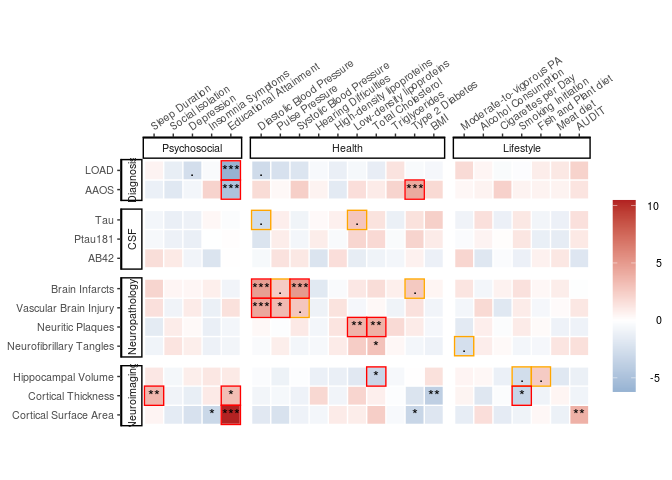 Sleep Duration
Social Isolation
Depression
Insomnia Symptoms
Educational Attainment
Diastolic Blood Pressure
Pulse Pressure
Systolic Blood Pressure
Hearing Difficulties
High-density lipoproteins
Low-density lipoproteins
Total Cholesterol
Triglycerides
Type 2 Diabetes
BMI
Moderate-to-vigorous PA
Alcohol Consumption
Cigarettes per Day
Smoking Initiation
Fish and Plant diet
Meat diet
AUDIT
Psychosocial
Health
Lifestyle
Diagnosis
LOAD . *** .
AAOS *** ***
CSF
Tau . .
Ptau181
AB42
Neuropathology
Brain Infarcts *** . *** .
Vascular Brain Injury *** * .
Neuritic Plaques ** **
Neurofibrillary Tangles * .
Neuroimaging
Hippocampal Volume * . .
Cortical Thickness ** * ** *
Cortical Surface Area * *** * **
10
5
0
-5